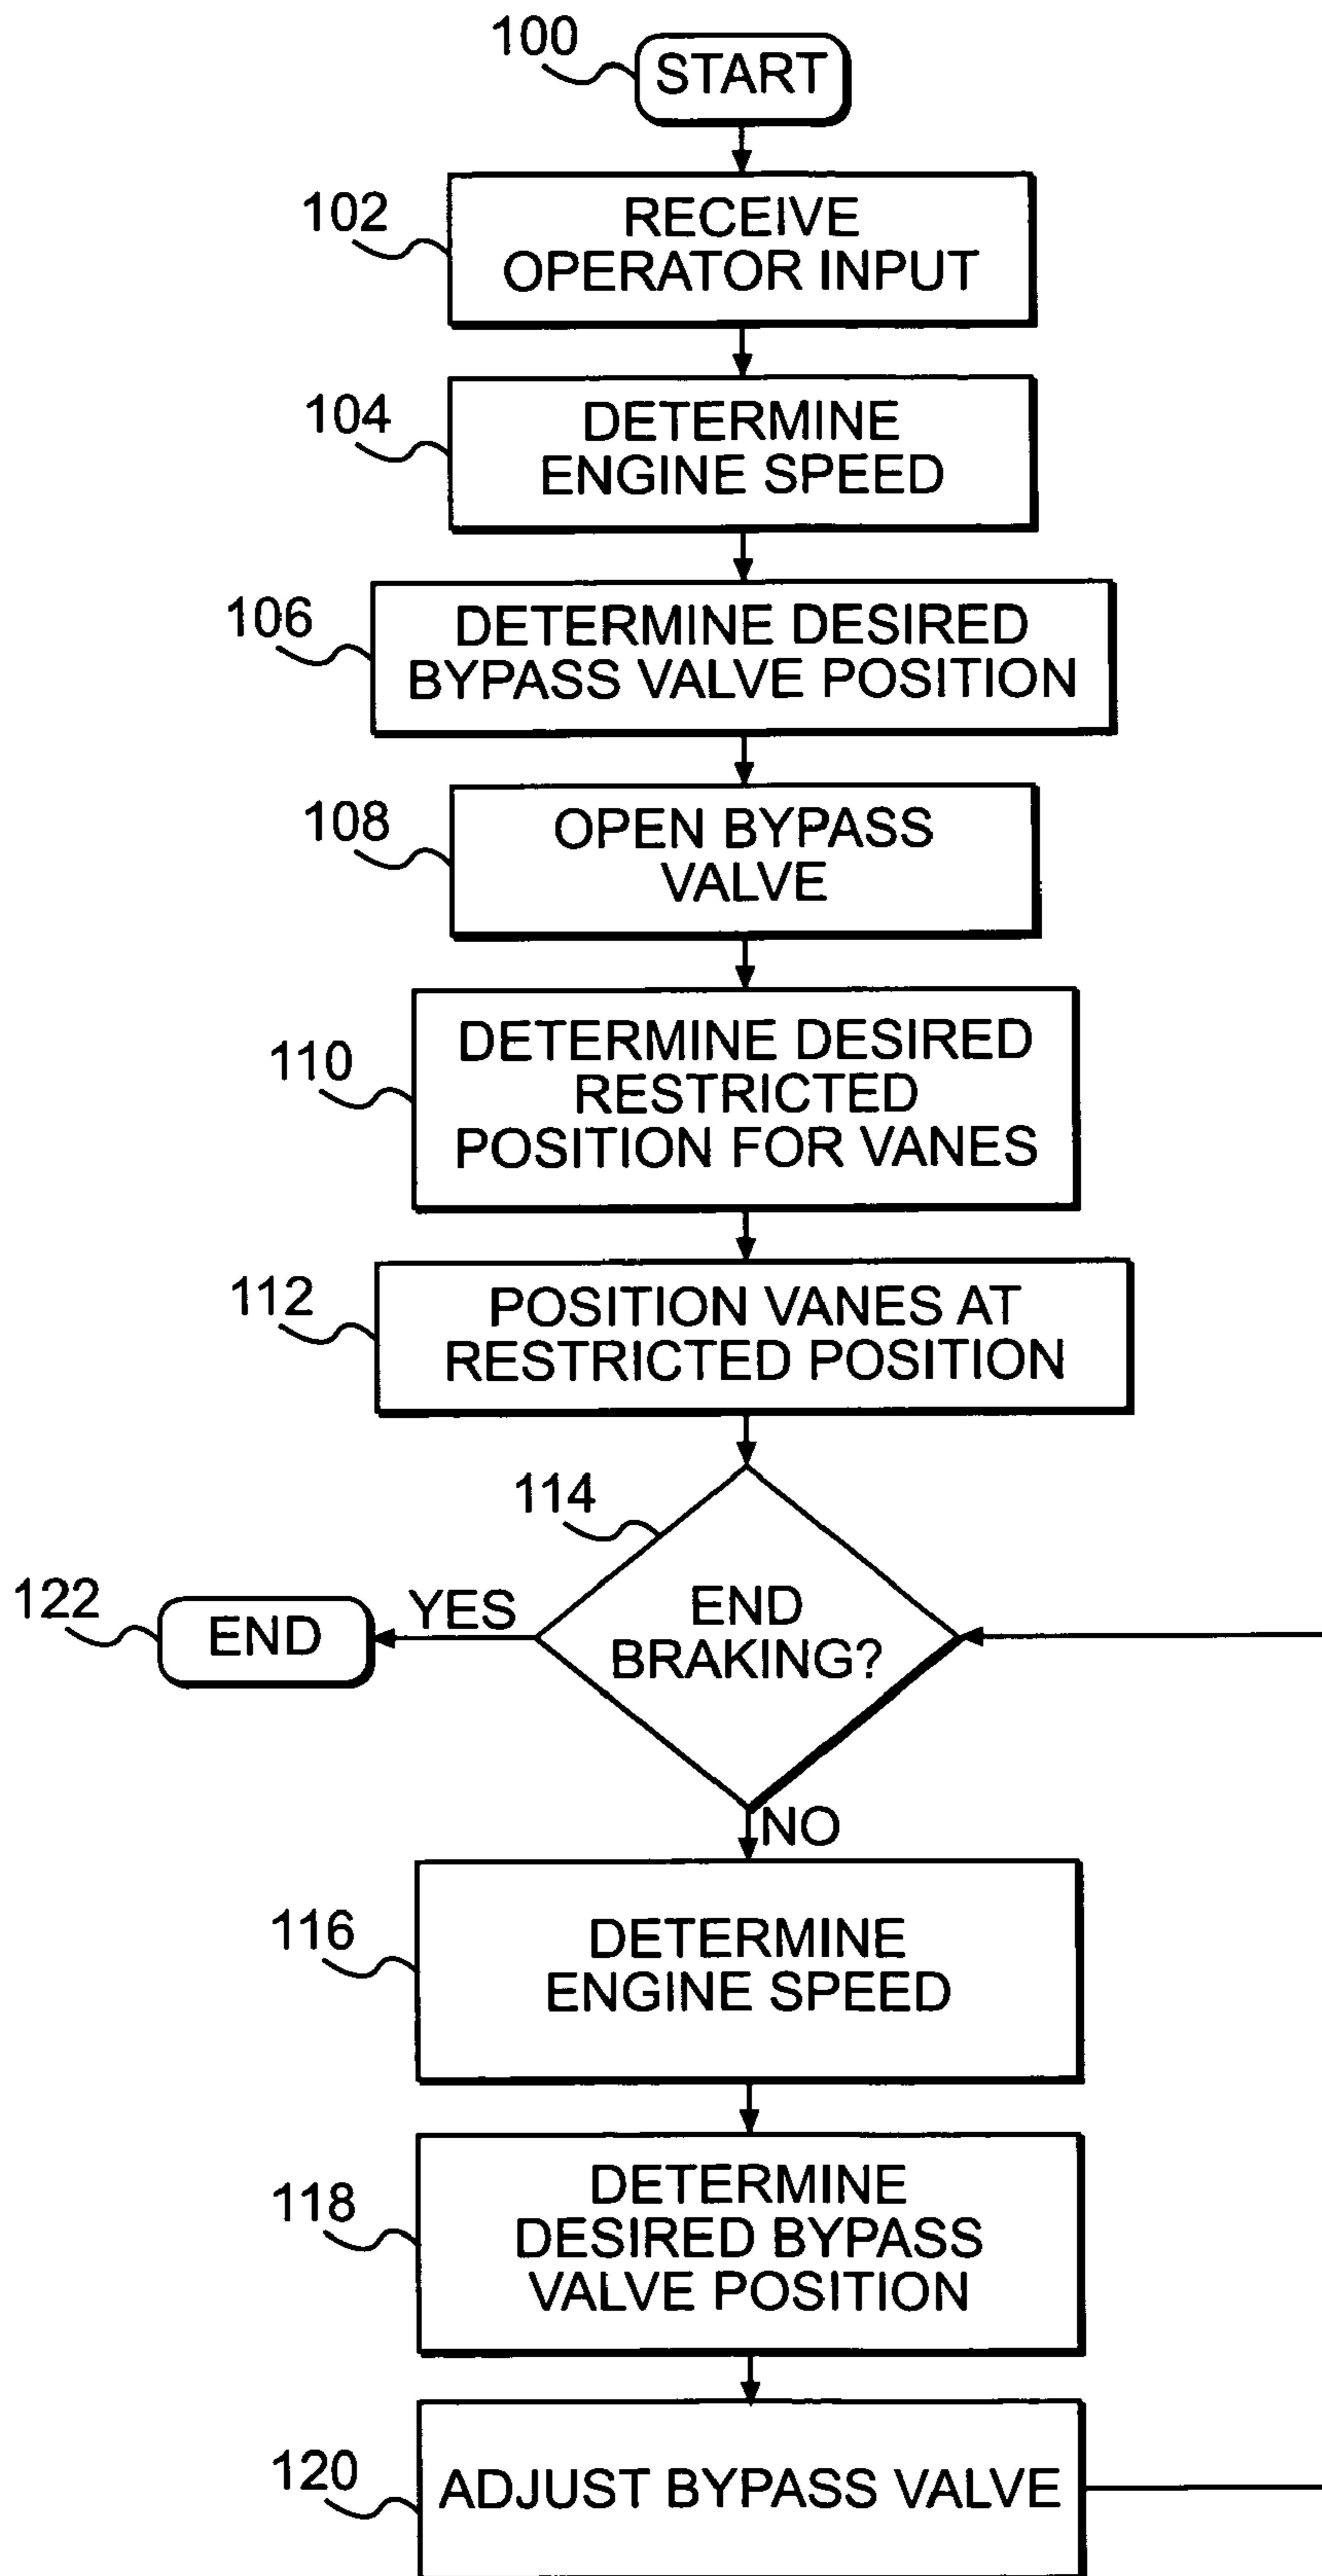 100
START
102
RECEIVE
OPERATOR INPUT
104
DETERMINE
ENGINE SPEED
106
DETERMINE DESIRED
BYPASS VALVE POSITION
108
OPEN BYPASS
VALVE
110
DETERMINE DESIRED
RESTRICTED
POSITION FOR VANES
112
POSITION VANES AT
RESTRICTED POSITION
114
END
BRAKING?
YES
122
END
NO
116
DETERMINE
ENGINE SPEED
118
DETERMINE
DESIRED BYPASS
VALVE POSITION
120
ADJUST BYPASS VALVE